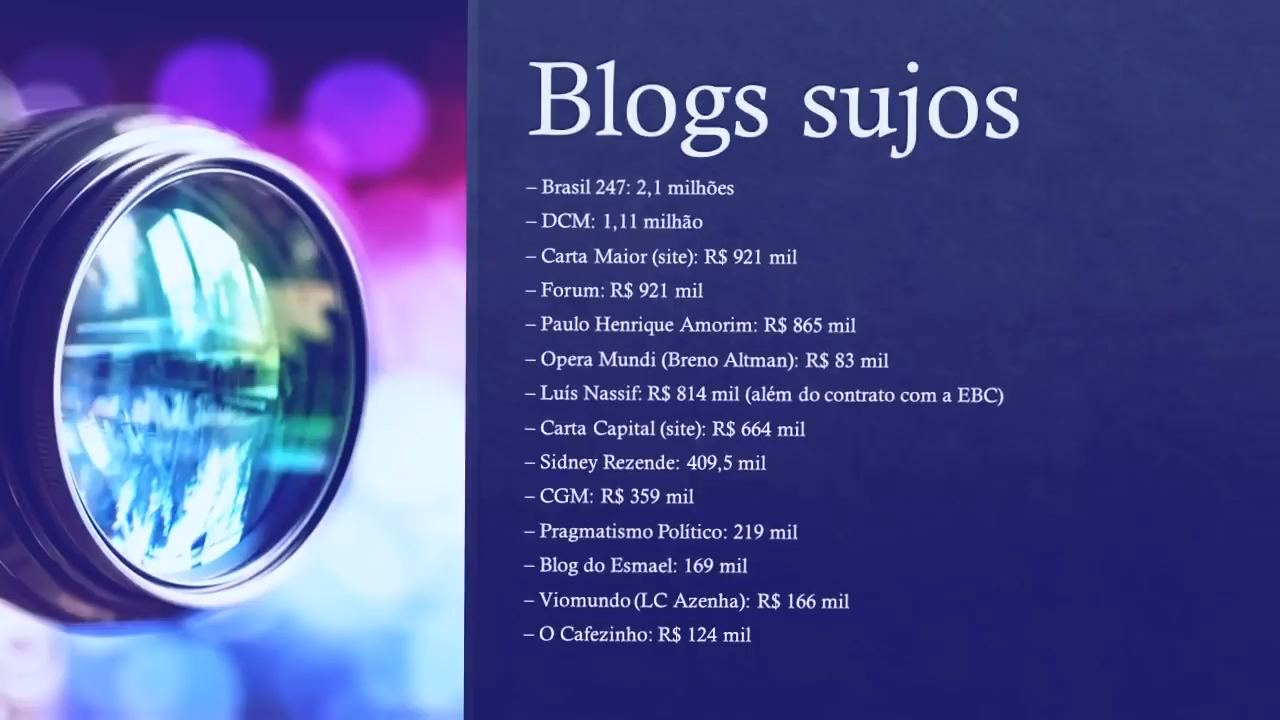 Blogs sujos
– Brasil 247: 2,1 milhões
– DCM: 1,11 milhão
– Carta Maior (site): R$ 921 mil
– Forum: R$ 921 mil
– Paulo Henrique Amorim: R$ 865 mil
– Opera Mundi (Breno Altman): R$ 83 mil
– Luís Nassif: R$ 814 mil (além do contrato com a EBC)
– Carta Capital (site): R$ 664 mil
– Sidney Rezende: 409,5 mil
– CGM: R$ 359 mil
– Pragmatismo Político: 219 mil
– Blog do Esmael: 169 mil
– Viomundo (LC Azenha): R$ 166 mil
– O Cafezinho: R$ 124 mil